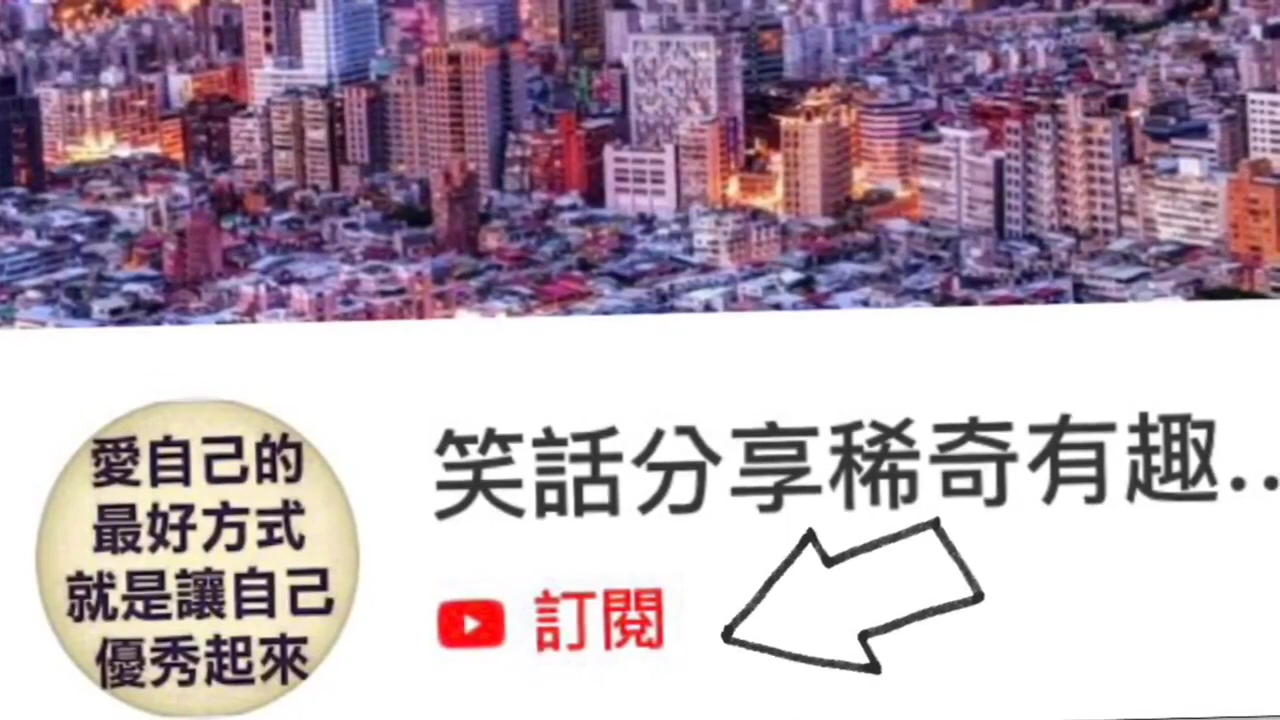 愛自己的
最好方式
就是讓自己
優秀起來
笑話分享稀奇有趣...
訂閱